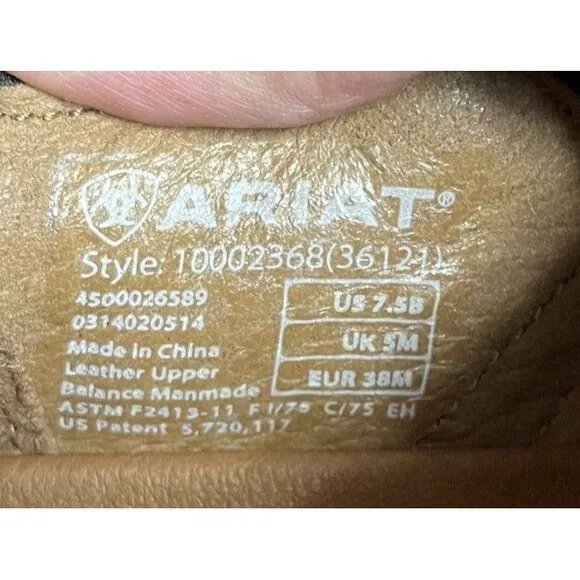 ARIAT®
Style: 10002368(36121)
4500026589
0314020514
Made in China
Leather Upper
Balance Manmade
ASTM F2413-11 F I/75 C/75 EH
US Patent 5,720,117
US 7.5B
UK 5M
EUR 38M